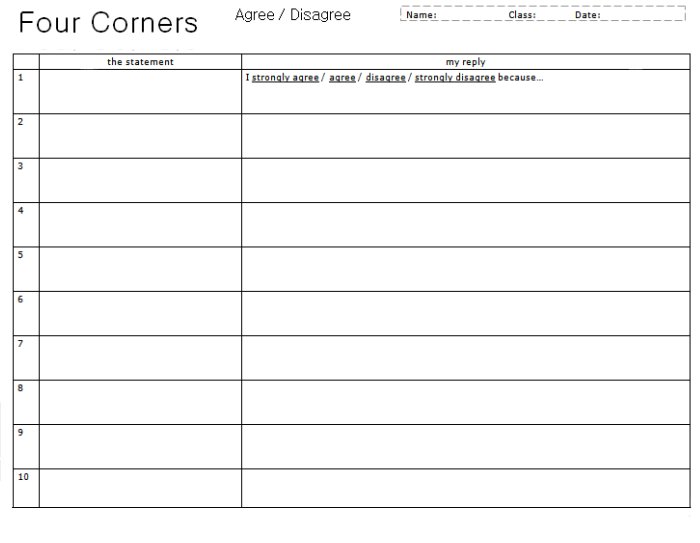 Four Corners
Agree / Disagree
Name: Class: Date:
the statement my reply
1 I strongly agree / agree / disagree / strongly disagree because...
2
3
4
5
6
7
8
9
10